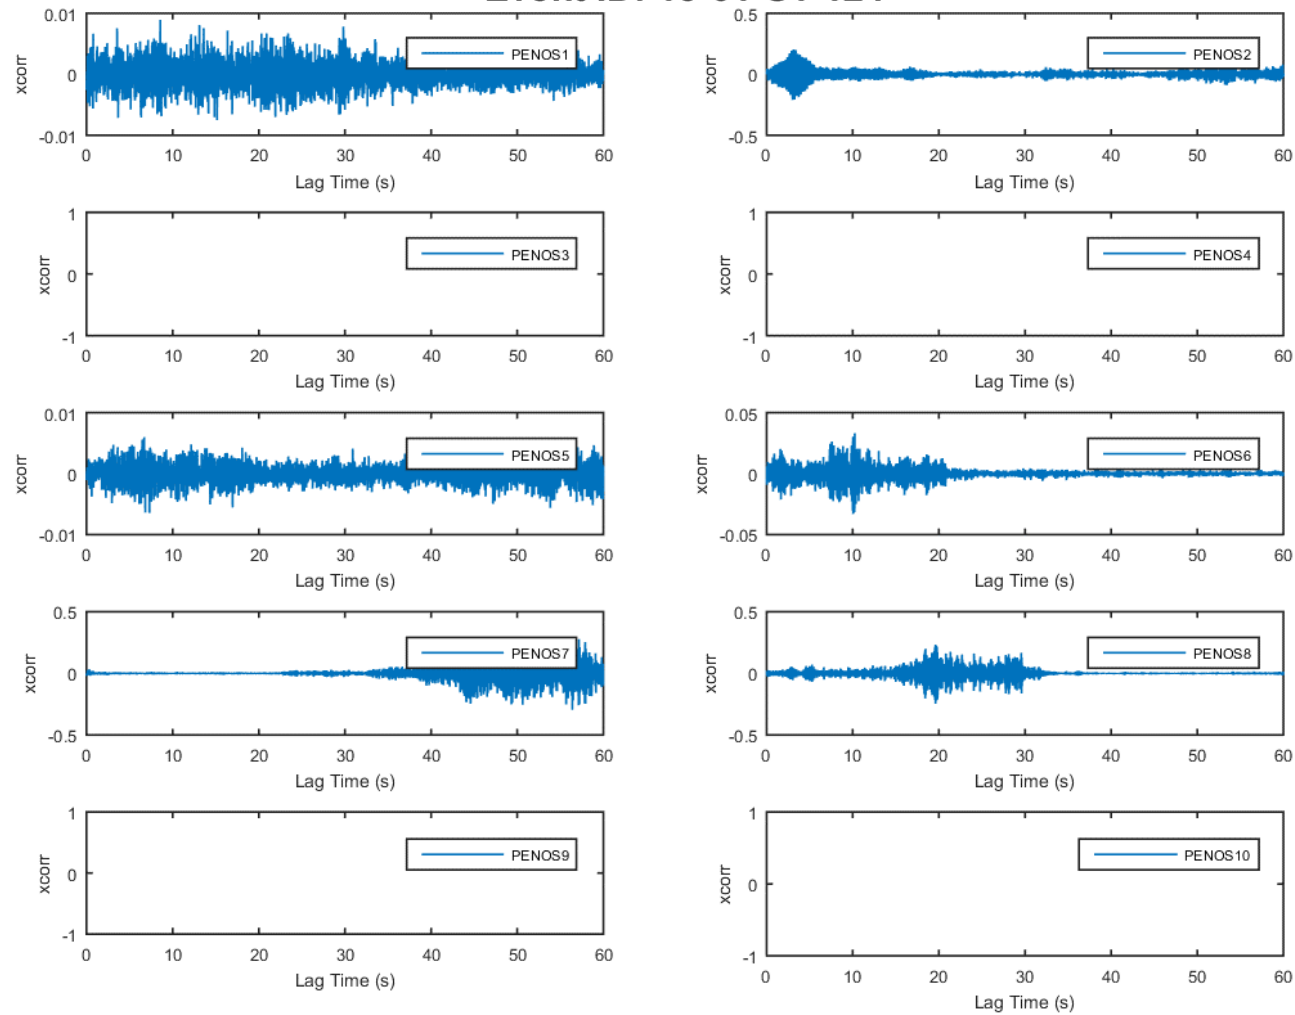 0.01
PENOS1
xcorr
0
-0.01
0 10 20 30 40 50 60
Lag Time (s)
0.5
PENOS2
xcorr
0
-0.5
0 10 20 30 40 50 60
Lag Time (s)
1
PENOS3
xcorr
0
-1
0 10 20 30 40 50 60
Lag Time (s)
1
PENOS4
xcorr
0
-1
0 10 20 30 40 50 60
Lag Time (s)
0.01
PENOS5
xcorr
0
-0.01
0 10 20 30 40 50 60
Lag Time (s)
0.05
PENOS6
xcorr
0
-0.05
0 10 20 30 40 50 60
Lag Time (s)
0.5
PENOS7
xcorr
0
-0.5
0 10 20 30 40 50 60
Lag Time (s)
0.5
PENOS8
xcorr
0
-0.5
0 10 20 30 40 50 60
Lag Time (s)
1
PENOS9
xcorr
0
-1
0 10 20 30 40 50 60
Lag Time (s)
1
PENOS10
xcorr
0
-1
0 10 20 30 40 50 60
Lag Time (s)